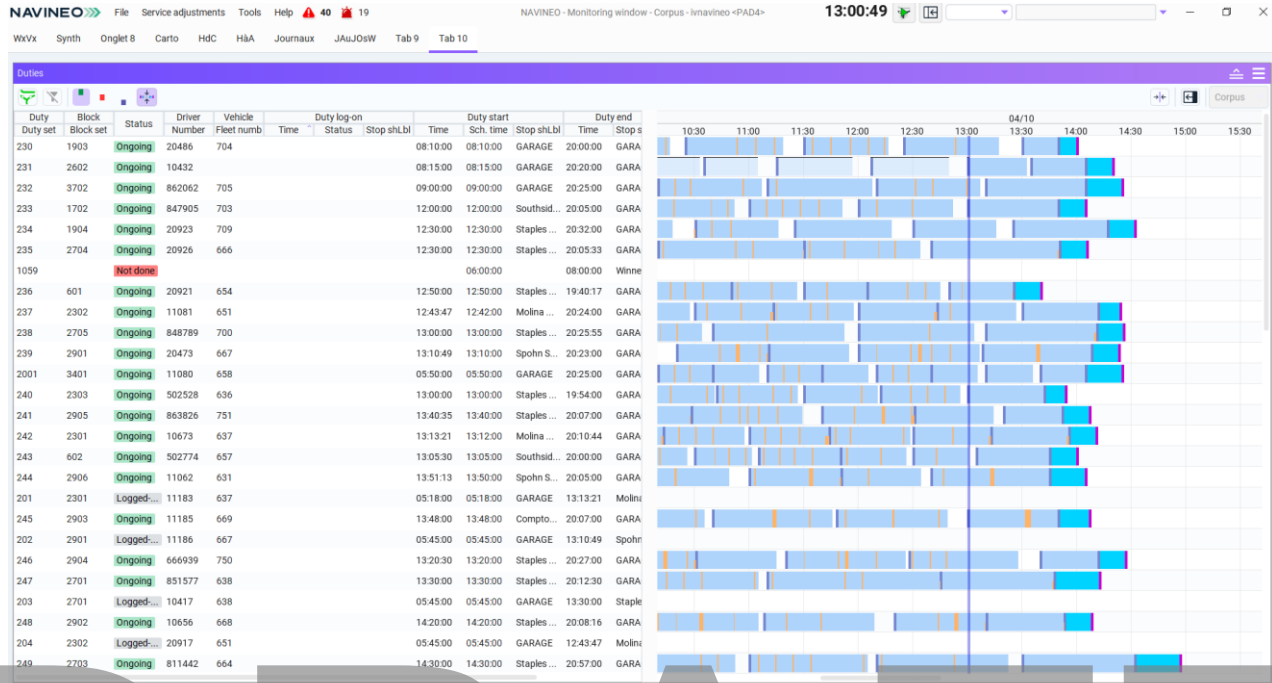 NAVINEO File Service adjustments Tools Help 40 19 NAVINEO - Monitoring window - Corpus - ivnavineo <PAD4> 13:00:49
WxVx Synth Onglet 8 Carto HdC HàA Journaux JAuJOsW Tab 9 Tab 10
Duties
Corpus
Duty Block Status Driver Vehicle Duty log-on Duty start Duty end 04/10
Duty set Block set Number Fleet numb Time Status Stop shLbl Time Sch. time Stop shLbl Time Stop s 10:30 11:00 11:30 12:00 12:30 13:00 13:30 14:00 14:30 15:00 15:30
230 1903 Ongoing 20486 704 08:10:00 08:10:00 GARAGE 20:00:00 GARA
231 2602 Ongoing 10432 08:15:00 08:15:00 GARAGE 20:20:00 GARA
232 3702 Ongoing 862062 705 09:00:00 09:00:00 GARAGE 20:25:00 GARA
233 1702 Ongoing 847905 703 12:00:00 12:00:00 Southsid... 20:05:00 GARA
234 1904 Ongoing 20923 709 12:30:00 12:30:00 Staples ... 20:32:00 GARA
235 2704 Ongoing 20926 666 12:30:00 12:30:00 Staples ... 20:05:33 GARA
1059 Not done 06:00:00 08:00:00 Winne
236 601 Ongoing 20921 654 12:50:00 12:50:00 Staples ... 19:40:17 GARA
237 2302 Ongoing 11081 651 12:43:47 12:42:00 Molina ... 20:24:00 GARA
238 2705 Ongoing 848789 700 13:00:00 13:00:00 Staples ... 20:25:55 GARA
239 2901 Ongoing 20473 667 13:10:49 13:10:00 Spohn S... 20:23:00 GARA
2001 3401 Ongoing 11080 658 05:50:00 05:50:00 GARAGE 20:25:00 GARA
240 2303 Ongoing 502528 636 13:00:00 13:00:00 Staples ... 19:54:00 GARA
241 2905 Ongoing 863826 751 13:40:35 13:40:00 Staples ... 20:07:00 GARA
242 2301 Ongoing 10673 637 13:13:21 13:12:00 Molina ... 20:10:44 GARA
243 602 Ongoing 502774 657 13:05:30 13:05:00 Southsid... 20:00:00 GARA
244 2906 Ongoing 11062 631 13:51:13 13:50:00 Spohn S... 20:05:00 GARA
201 2301 Logged-... 11183 637 05:18:00 05:18:00 GARAGE 13:13:21 Molina
245 2903 Ongoing 11185 669 13:48:00 13:48:00 Compto... 20:07:00 GARA
202 2901 Logged-... 11186 667 05:45:00 05:45:00 GARAGE 13:10:49 Spohn
246 2904 Ongoing 666939 750 13:20:30 13:20:00 Staples ... 20:27:00 GARA
247 2701 Ongoing 851577 638 13:30:00 13:30:00 Staples ... 20:12:30 GARA
203 2701 Logged-... 10417 638 05:45:00 05:45:00 GARAGE 13:30:00 Staple
248 2902 Ongoing 10656 668 14:20:00 14:20:00 Staples ... 20:08:16 GARA
204 2302 Logged-... 20917 651 05:45:00 05:45:00 GARAGE 12:43:47 Molina
249 2703 Ongoing 811442 664 14:30:00 14:30:00 Staples ... 20:57:00 GARA